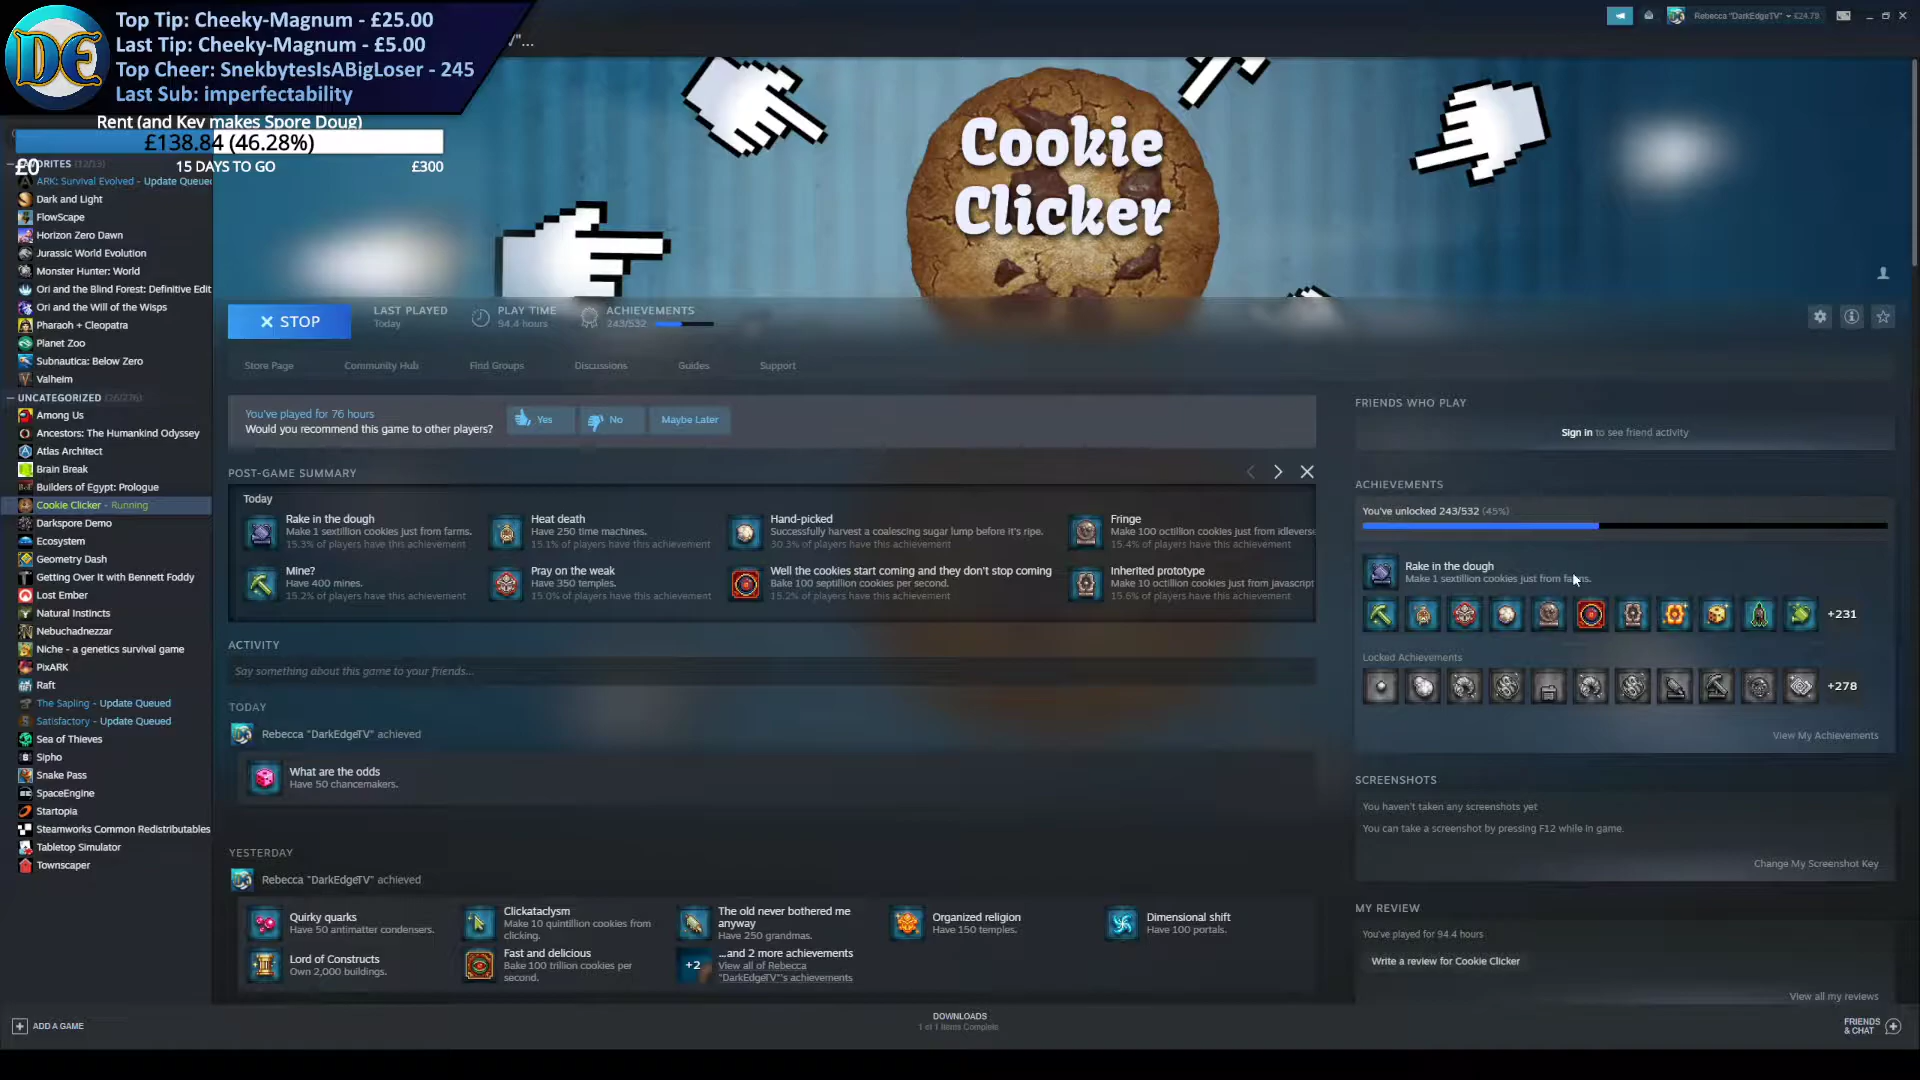 DE
Top Tip: Cheeky-Magnum - £25.00
Last Tip: Cheeky-Magnum - £5.00
Top Cheer: SnekbytesIsABigLoser - 245
Last Sub: imperfectability
V"...
Rebecca "DarkEdgeTV"
£24.79
Rent (and Kev makes Spore Doug)
£138.84 (46.28%)
£0
15 DAYS TO GO
£300
Cookie
Clicker
(12/13)
ARK: Survival Evolved - Update Queued
Dark and Light
FlowScape
Horizon Zero Dawn
Jurassic World Evolution
Monster Hunter: World
Ori and the Blind Forest: Definitive Edit
Ori and the Will of the Wisps
Pharaoh + Cleopatra
Planet Zoo
Subnautica: Below Zero
Valheim
UNCATEGORIZED (26/276)
Among Us
Ancestors: The Humankind Odyssey
Atlas Architect
Brain Break
Builders of Egypt: Prologue
Cookie Clicker - Running
Darkspore Demo
Ecosystem
Geometry Dash
Getting Over It with Bennett Foddy
Lost Ember
Natural Instincts
Nebuchadnezzar
Niche - a genetics survival game
PixARK
Raft
The Sapling - Update Queued
Satisfactory - Update Queued
Sea of Thieves
Sipho
Snake Pass
SpaceEngine
Startopia
Steamworks Common Redistributables
Tabletop Simulator
Townscaper
ADD A GAME
STOP
LAST PLAYED
Today
PLAY TIME
94.4 hours
ACHIEVEMENTS
243/532
Store Page
Community Hub
Find Groups
Discussions
Guides
Support
You've played for 76 hours
Would you recommend this game to other players?
Yes
No
Maybe Later
POST-GAME SUMMARY
Today
Rake in the dough
Make 1 sextillion cookies just from farms.
15.3% of players have this achievement
Heat death
Have 250 time machines.
15.1% of players have this achievement
Hand-picked
Successfully harvest a coalescing sugar lump before it's ripe.
30.3% of players have this achievement
Fringe
Make 100 octillion cookies just from idleverse
15.4% of players have this achievement
Mine?
Have 400 mines.
15.2% of players have this achievement
Pray on the weak
Have 350 temples.
15.0% of players have this achievement
Well the cookies start coming and they don't stop coming
Bake 100 septillion cookies per second.
15.2% of players have this achievement
Inherited prototype
Make 10 octillion cookies just from javascript
15.6% of players have this achievement
ACTIVITY
Say something about this game to your friends...
TODAY
Rebecca "DarkEdgeTV" achieved
What are the odds
Have 50 chancemakers.
YESTERDAY
Rebecca "DarkEdgeTV" achieved
Quirky quarks
Have 50 antimatter condensers.
Clickataclysm
Make 10 quintillion cookies from
clicking.
The old never bothered me
anyway
Have 250 grandmas.
Organized religion
Have 150 temples.
Dimensional shift
Have 100 portals.
Lord of Constructs
Own 2,000 buildings.
Fast and delicious
Bake 100 trillion cookies per
second.
+2
...and 2 more achievements
View all of Rebecca
"DarkEdgeTV"'s achievements
FRIENDS WHO PLAY
Sign in to see friend activity
ACHIEVEMENTS
You've unlocked 243/532 (45%)
Rake in the dough
Make 1 sextillion cookies just from farms.
+231
Locked Achievements
+278
View My Achievements
SCREENSHOTS
You haven't taken any screenshots yet
You can take a screenshot by pressing F12 while in game.
Change My Screenshot Key
MY REVIEW
You've played for 94.4 hours
Write a review for Cookie Clicker
View all my reviews
DOWNLOADS
1 of 1 Items Complete
FRIENDS
& CHAT